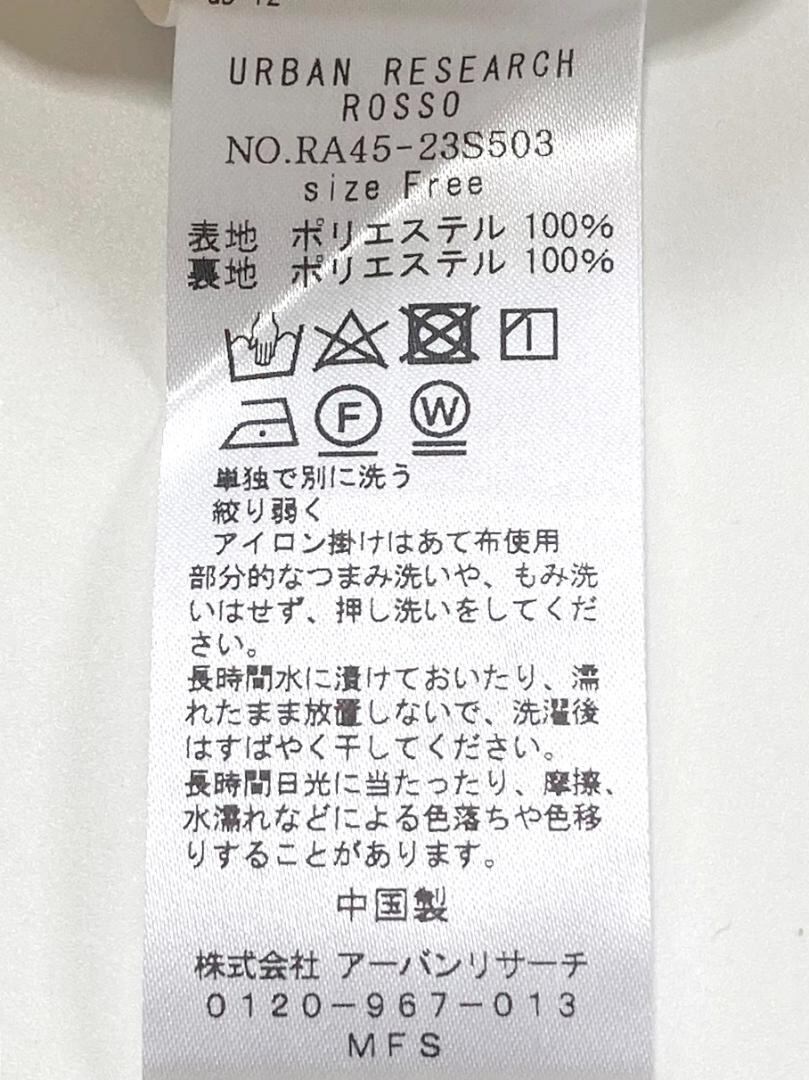 URBAN RESEARCH
ROSSO
NO.RA45-23S503
size Free
表地 ポリエステル 100%
裏地 ポリエステル 100%
F W
単独で別に洗う
絞り弱く
アイロン掛けはあて布使用
部分的なつまみ洗いや、もみ洗
いはせず、押し洗いをしてくだ
さい。
長時間水に漬けておいたり、濡
れたまま放置しないで、洗濯後
はすばやく干してください。
長時間日光に当たったり、摩擦、
水濡れなどによる色落ちや色移
りすることがあります。
中国製
株式会社 アーバンリサーチ
0120-967-013
MFS